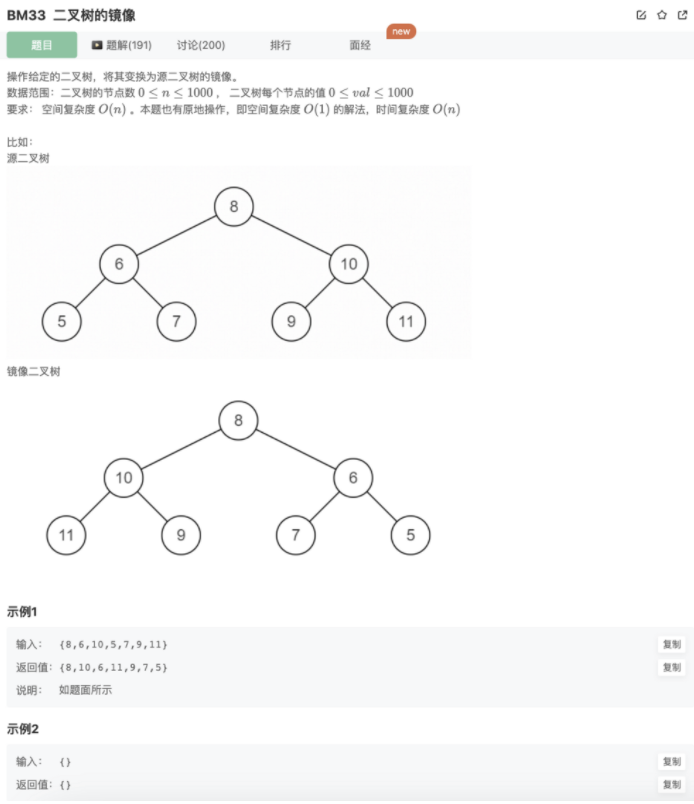 BM33 二叉树的镜像
new
题目 题解(191) 讨论(200) 排行 面经
操作给定的二叉树，将其变换为源二叉树的镜像。
数据范围：二叉树的节点数 0 ≤ n ≤ 1000 ， 二叉树每个节点的值 0 ≤ val ≤ 1000
要求： 空间复杂度 O(n) 。本题也有原地操作，即空间复杂度 O(1) 的解法，时间复杂度 O(n)
比如：
源二叉树
8
6 10
5 7 9 11
镜像二叉树
8
10 6
11 9 7 5
示例1
输入： {8,6,10,5,7,9,11} 复制
返回值： {8,10,6,11,9,7,5} 复制
说明： 如题面所示
示例2
输入： {} 复制
返回值： {} 复制